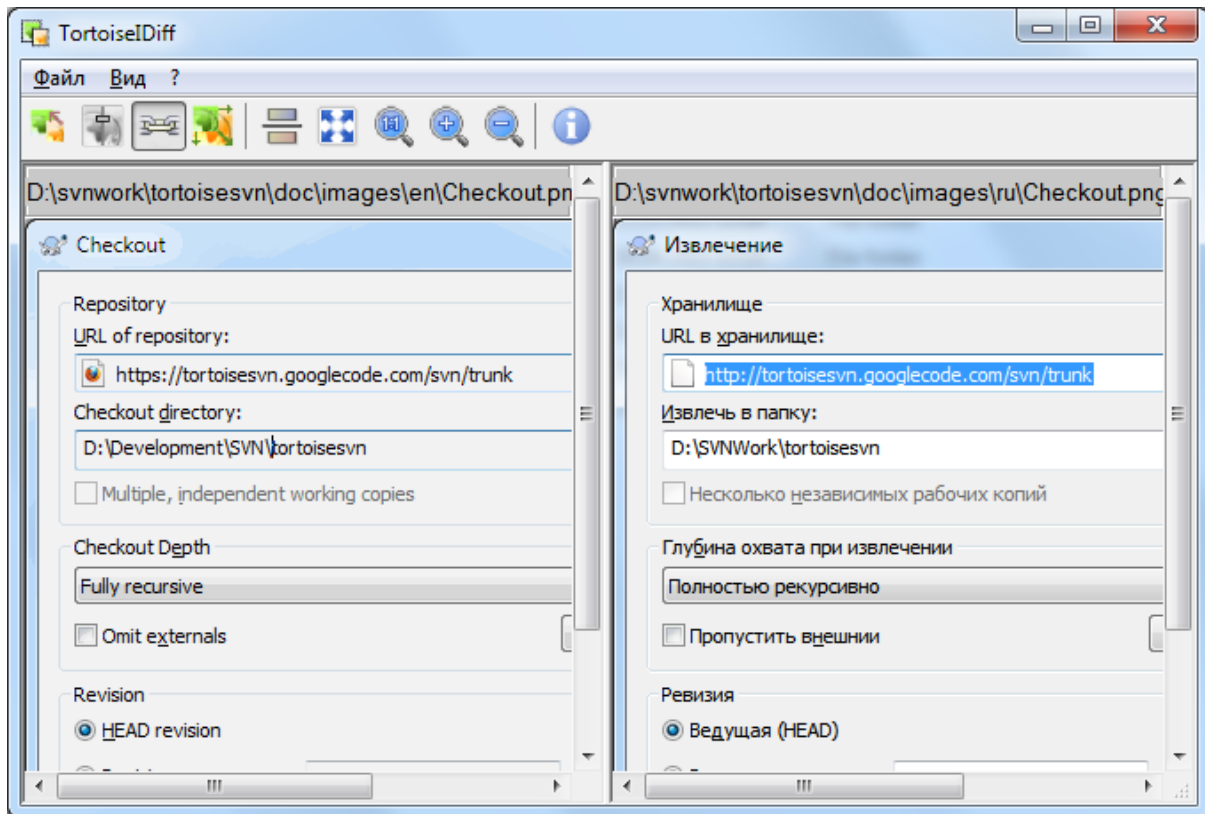 TortoiseIDiff
Файл Вид ?
D:\svnwork\tortoisesvn\doc\images\en\Checkout.pn
Checkout
Repository
URL of repository:
https://tortoisesvn.googlecode.com/svn/trunk
Checkout directory:
D:\Development\SVN\tortoisesvn
Multiple, independent working copies
Checkout Depth
Fully recursive
Omit externals
Revision
HEAD revision
D:\svnwork\tortoisesvn\doc\images\ru\Checkout.png
Извлечение
Хранилище
URL в хранилище:
http://tortoisesvn.googlecode.com/svn/trunk
Извлечь в папку:
D:\SVNWork\tortoisesvn
Несколько независимых рабочих копий
Глубина охвата при извлечении
Полностью рекурсивно
Пропустить внешнии
Ревизия
Ведущая (HEAD)